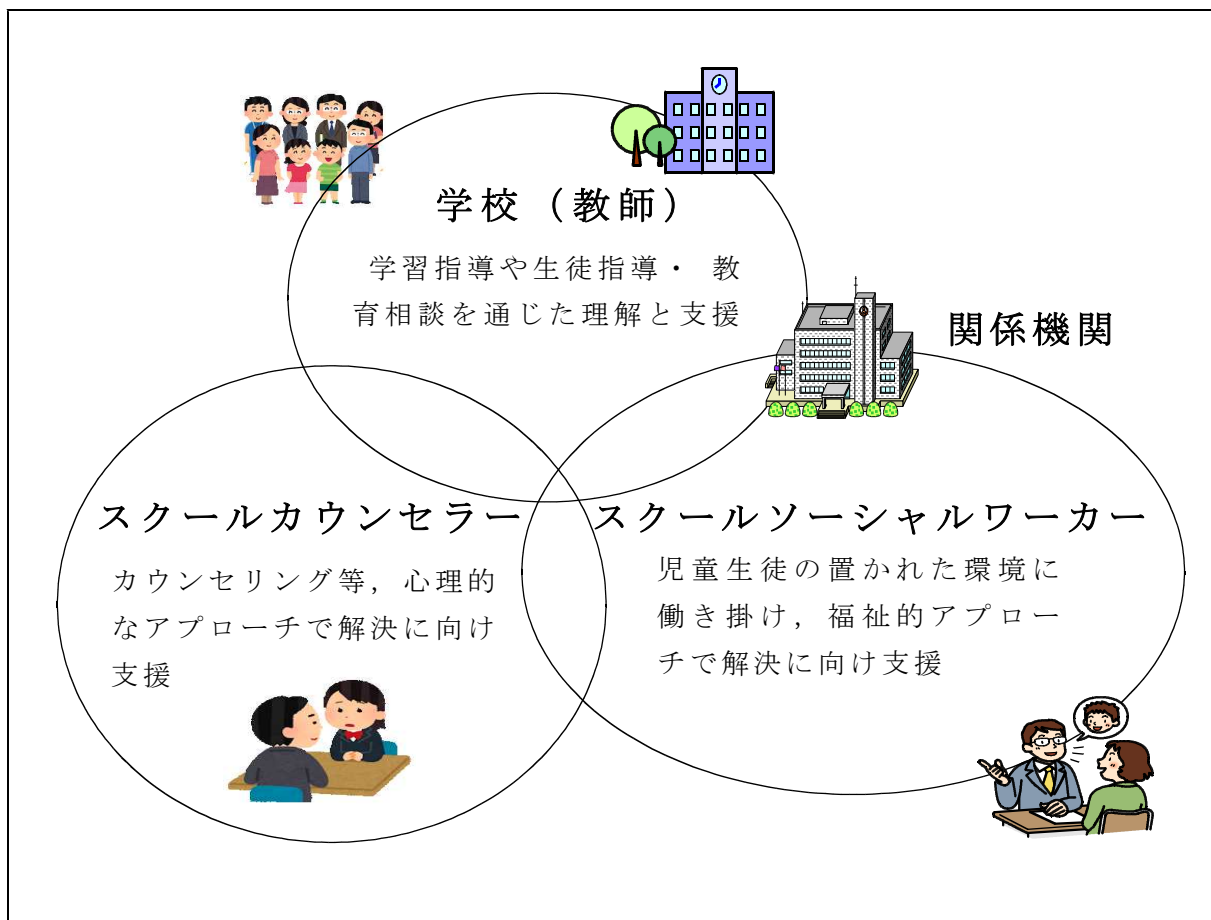 学校（教師）
学習指導や生徒指導・ 教
育相談を通じた理解と支援
関係機関
スクールカウンセラー
カウンセリング等，心理的
なアプローチで解決に向け
支援
スクールソーシャルワーカー
児童生徒の置かれた環境に
働き掛け，福祉的アプロー
チで解決に向け支援